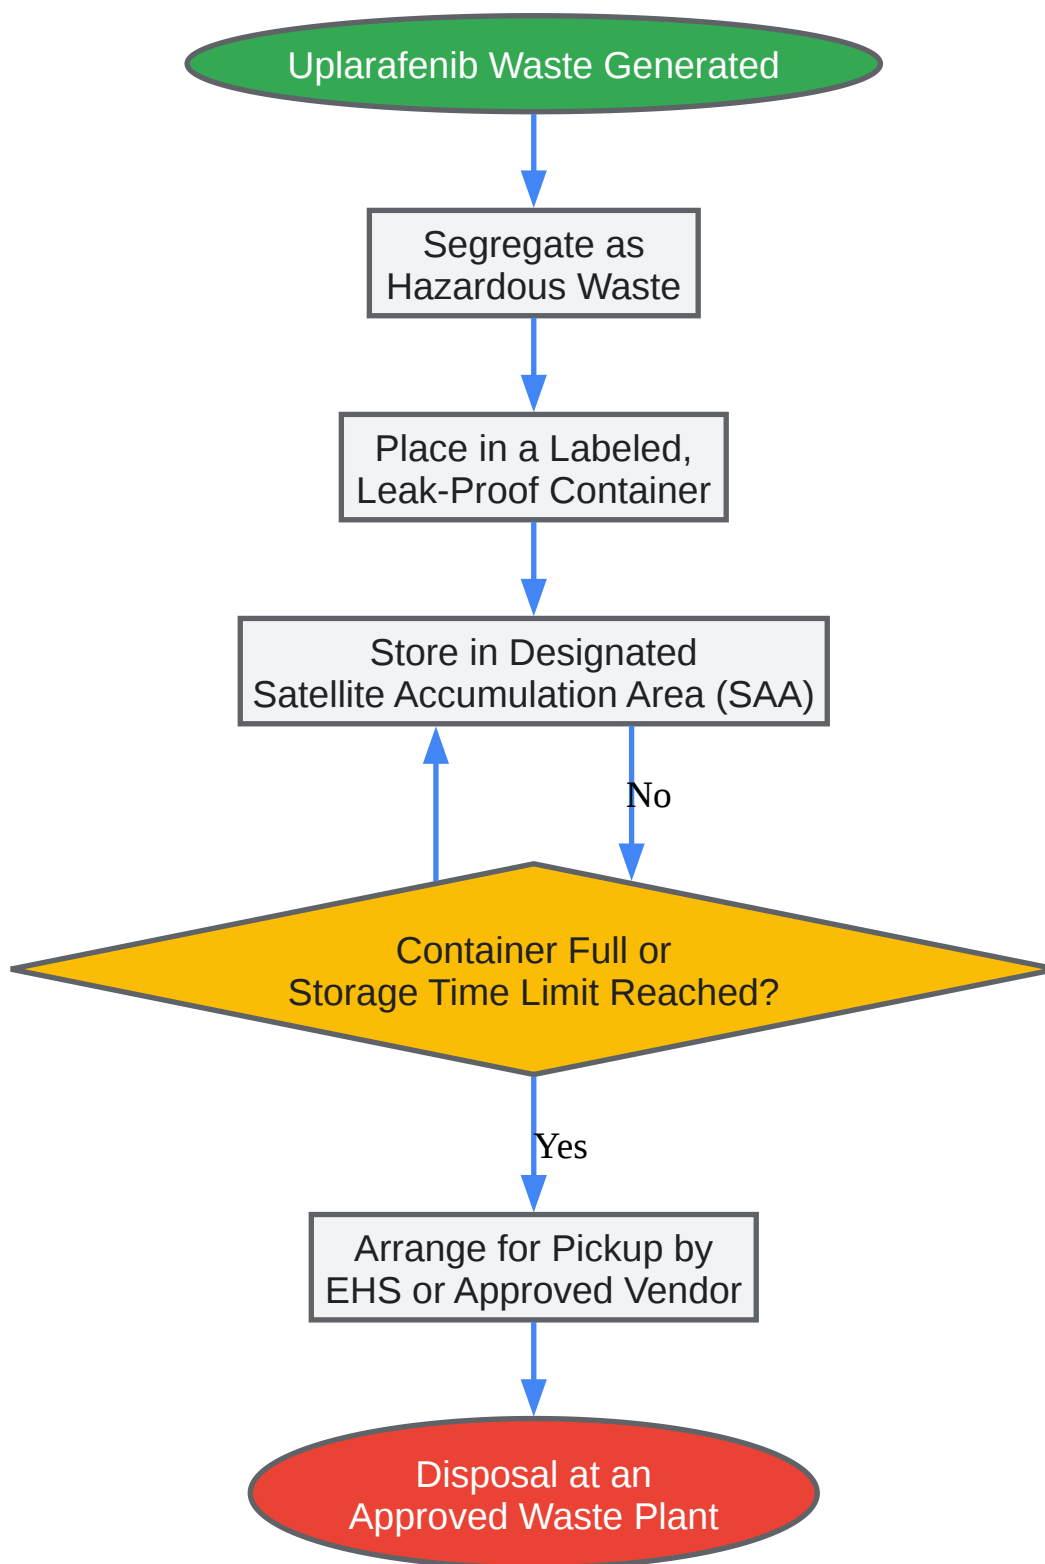 Uplarafenib Waste Generated
Segregate as
Hazardous Waste
Place in a Labeled,
Leak-Proof Container
Store in Designated
Satellite Accumulation Area (SAA)
No
Container Full or
Storage Time Limit Reached?
Yes
Arrange for Pickup by
EHS or Approved Vendor
Disposal at an
Approved Waste Plant